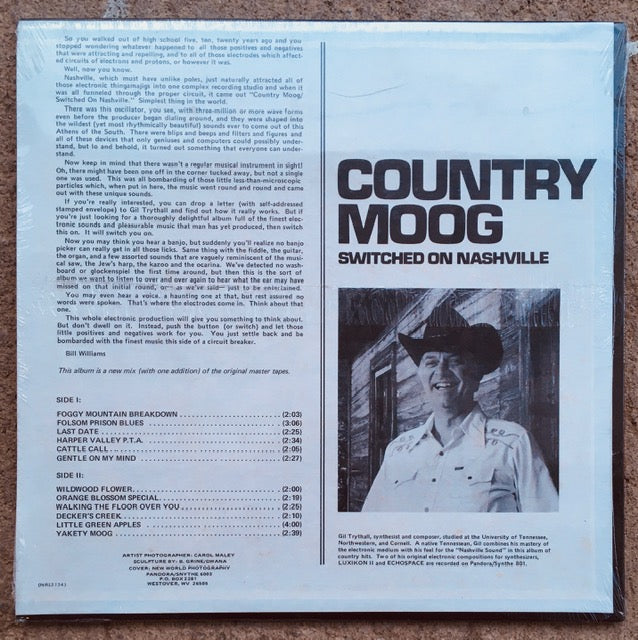 So you walked out of high school five, ten, twenty years ago and you
stopped wondering whatever happened to all those positives and negatives
that were attracting and repelling, and to all of those electrodes which affect-
ed circuits of electrons and protons, or however it was.
Well, now you know.
Nashville, which must have unlike poles, just naturally attracted all of
those electronic thingamajigs into one complex recording studio and when it
was all funneled through the proper circuit, it came out "Country Moog/
Switched On Nashville." Simplest thing in the world.
There was this oscillator, you see, with three-million or more wave forms
even before the producer began dialing around, and they were shaped into
the wildest (yet most rhythmically beautiful) sounds ever to come out of this
Athens of the South. There were blips and beeps and filters and figures and
all of these devices that only geniuses and computers could possibly under-
stand, but lo and behold, it turned out something that everyone can under-
stand.
Now keep in mind that there wasn't a regular musical instrument in sight!
Oh, there might have been one off in the corner tucked away, but not a single
one was used. This was all bombarding of those little less-than-microscopic
particles which, when put in here, the music went round and round and came
out with these unique sounds.
If you're really interested, you can drop a letter (with self-addressed
stamped envelope) to Gil Trythall and find out how it really works. But if
you're just looking for a thoroughly delightful album full of the finest elec-
tronic sounds and pleasurable music that man has yet produced, then switch
this on. It will switch you on.
Now you may think you hear a banjo, but suddenly you'll realize no banjo
picker can really get in all those licks. Same thing with the fiddle, the guitar,
the organ, and a few assorted sounds that are vaguely reminiscent of the musi-
cal saw, the Jew's harp, the kazoo and the ocarina. We've detected no wash-
board or glockenspiel the first time around, but then this is the sort of
album we want to listen to over and over again to hear what the ear may have
missed on that initial round, or— as we've said— just to be entertained.
You may even hear a voice, a haunting one at that, but rest assured no
words were spoken. That's where the electrodes come in. Think about that
one.
This whole electronic production will give you something to think about.
But don't dwell on it. Instead, push the button (or switch) and let those
little positives and negatives work for you. You just settle back and be
bombarded with the finest music this side of a circuit breaker.
Bill Williams
This album is a new mix (with one addition) of the original master tapes.
SIDE I:
FOGGY MOUNTAIN BREAKDOWN (2:03)
FOLSOM PRISON BLUES (3:06)
LAST DATE (2:25)
HARPER VALLEY P.T.A. (2:34)
CATTLE CALL (2:05)
GENTLE ON MY MIND (2:27)
SIDE II:
WILDWOOD FLOWER (2:00)
ORANGE BLOSSOM SPECIAL (2:19)
WALKING THE FLOOR OVER YOU (2:25)
DECKER'S CREEK (2:10)
LITTLE GREEN APPLES (4:00)
YAKETY MOOG (2:39)
ARTIST PHOTOGRAPHER: CAROL MALEY
SCULPTURE BY: B. GRINE/DWANA
COVER: NEW WORLD PHOTOGRAPHY
PANDORA/SYNTHE 6003
P.O. BOX 2281
WESTOVER, WV 26505
COUNTRY
MOOG
SWITCHED ON NASHVILLE
Gil Trythall, synthesist and composer, studied at the University of Tennessee,
Northwestern, and Cornell. A native Tennessean, Gil combines his mastery of
the electronic medium with his feel for the "Nashville Sound" in this album of
country hits. Two of his original electronic compositions for synthesizers,
LUXIKON II and ECHOSPACE are recorded on Pandora/Synthe 801.